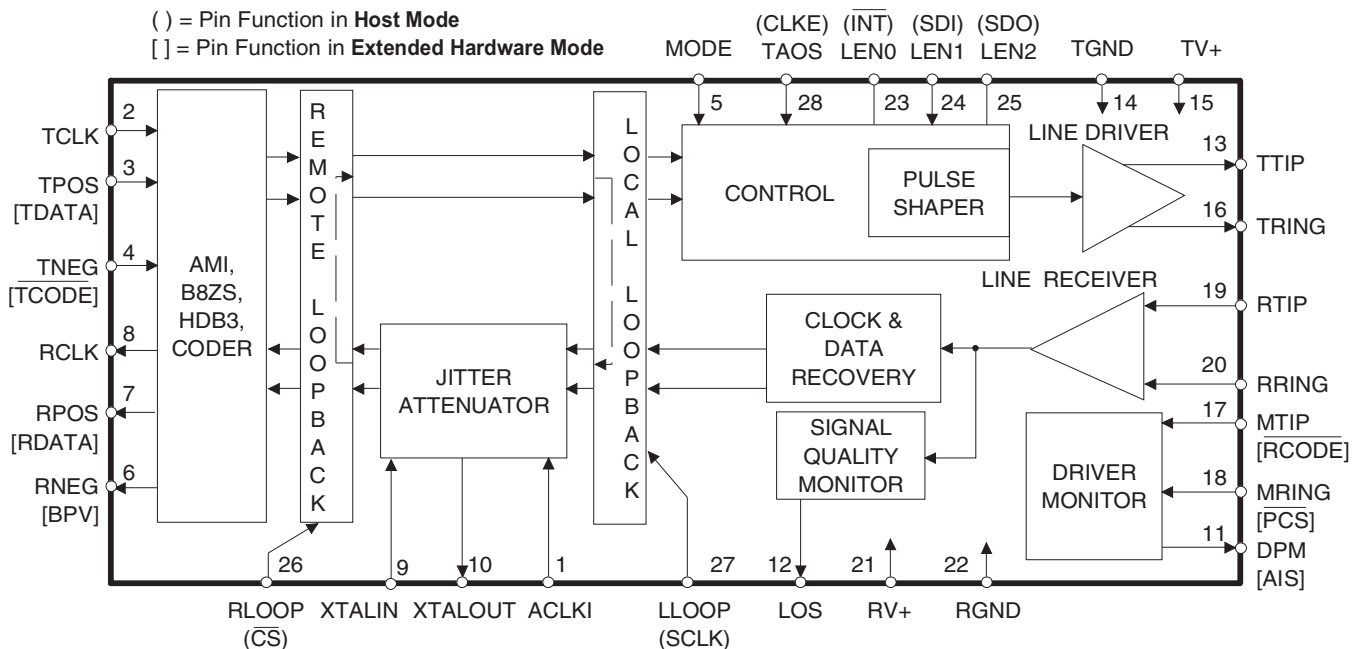 ( ) = Pin Function in Host Mode
[ ] = Pin Function in Extended Hardware Mode
MODE
(CLKE)
TAOS
(INT)
LEN0
(SDI)
LEN1
(SDO)
LEN2
TGND
TV+
5
28
23
24
25
14
15
2
TCLK
3
TPOS
[TDATA]
4
TNEG
[TCODE]
8
RCLK
7
RPOS
[RDATA]
6
RNEG
[BPV]
AMI,
B8ZS,
HDB3,
CODER
REMOTE LOOPBACK
JITTER
ATTENUATOR
LOCAL LOOPBACK
CONTROL
PULSE
SHAPER
LINE DRIVER
13
TTIP
16
TRING
LINE RECEIVER
19
RTIP
20
RRING
CLOCK &
DATA
RECOVERY
SIGNAL
QUALITY
MONITOR
DRIVER
MONITOR
17
MTIP
[RCODE]
18
MRING
[PCS]
11
DPM
[AIS]
26
9
10
1
27
12
21
22
RLOOP
(CS)
XTALIN
XTALOUT
ACLKI
LLOOP
(SCLK)
LOS
RV+
RGND